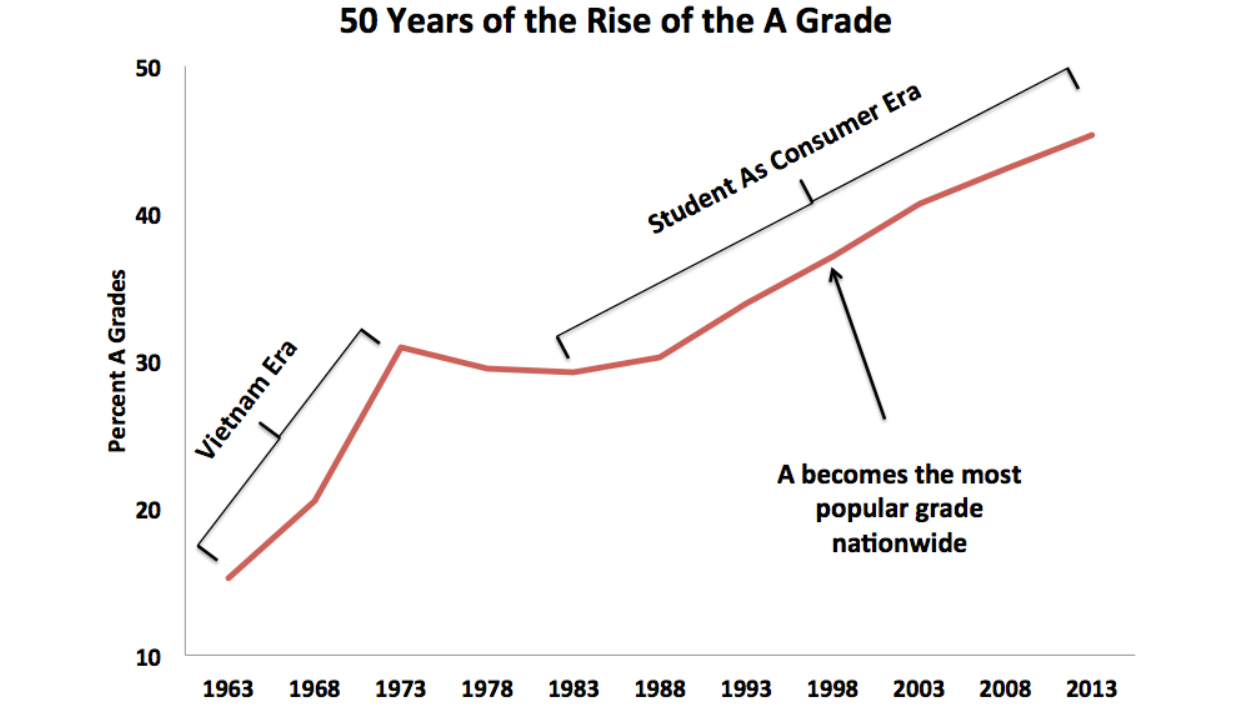 50 Years of the Rise of the A Grade
50
40
30
20
10
Percent A Grades
Vietnam Era
Student As Consumer Era
A becomes the most
popular grade
nationwide
1963 1968 1973 1978 1983 1988 1993 1998 2003 2008 2013